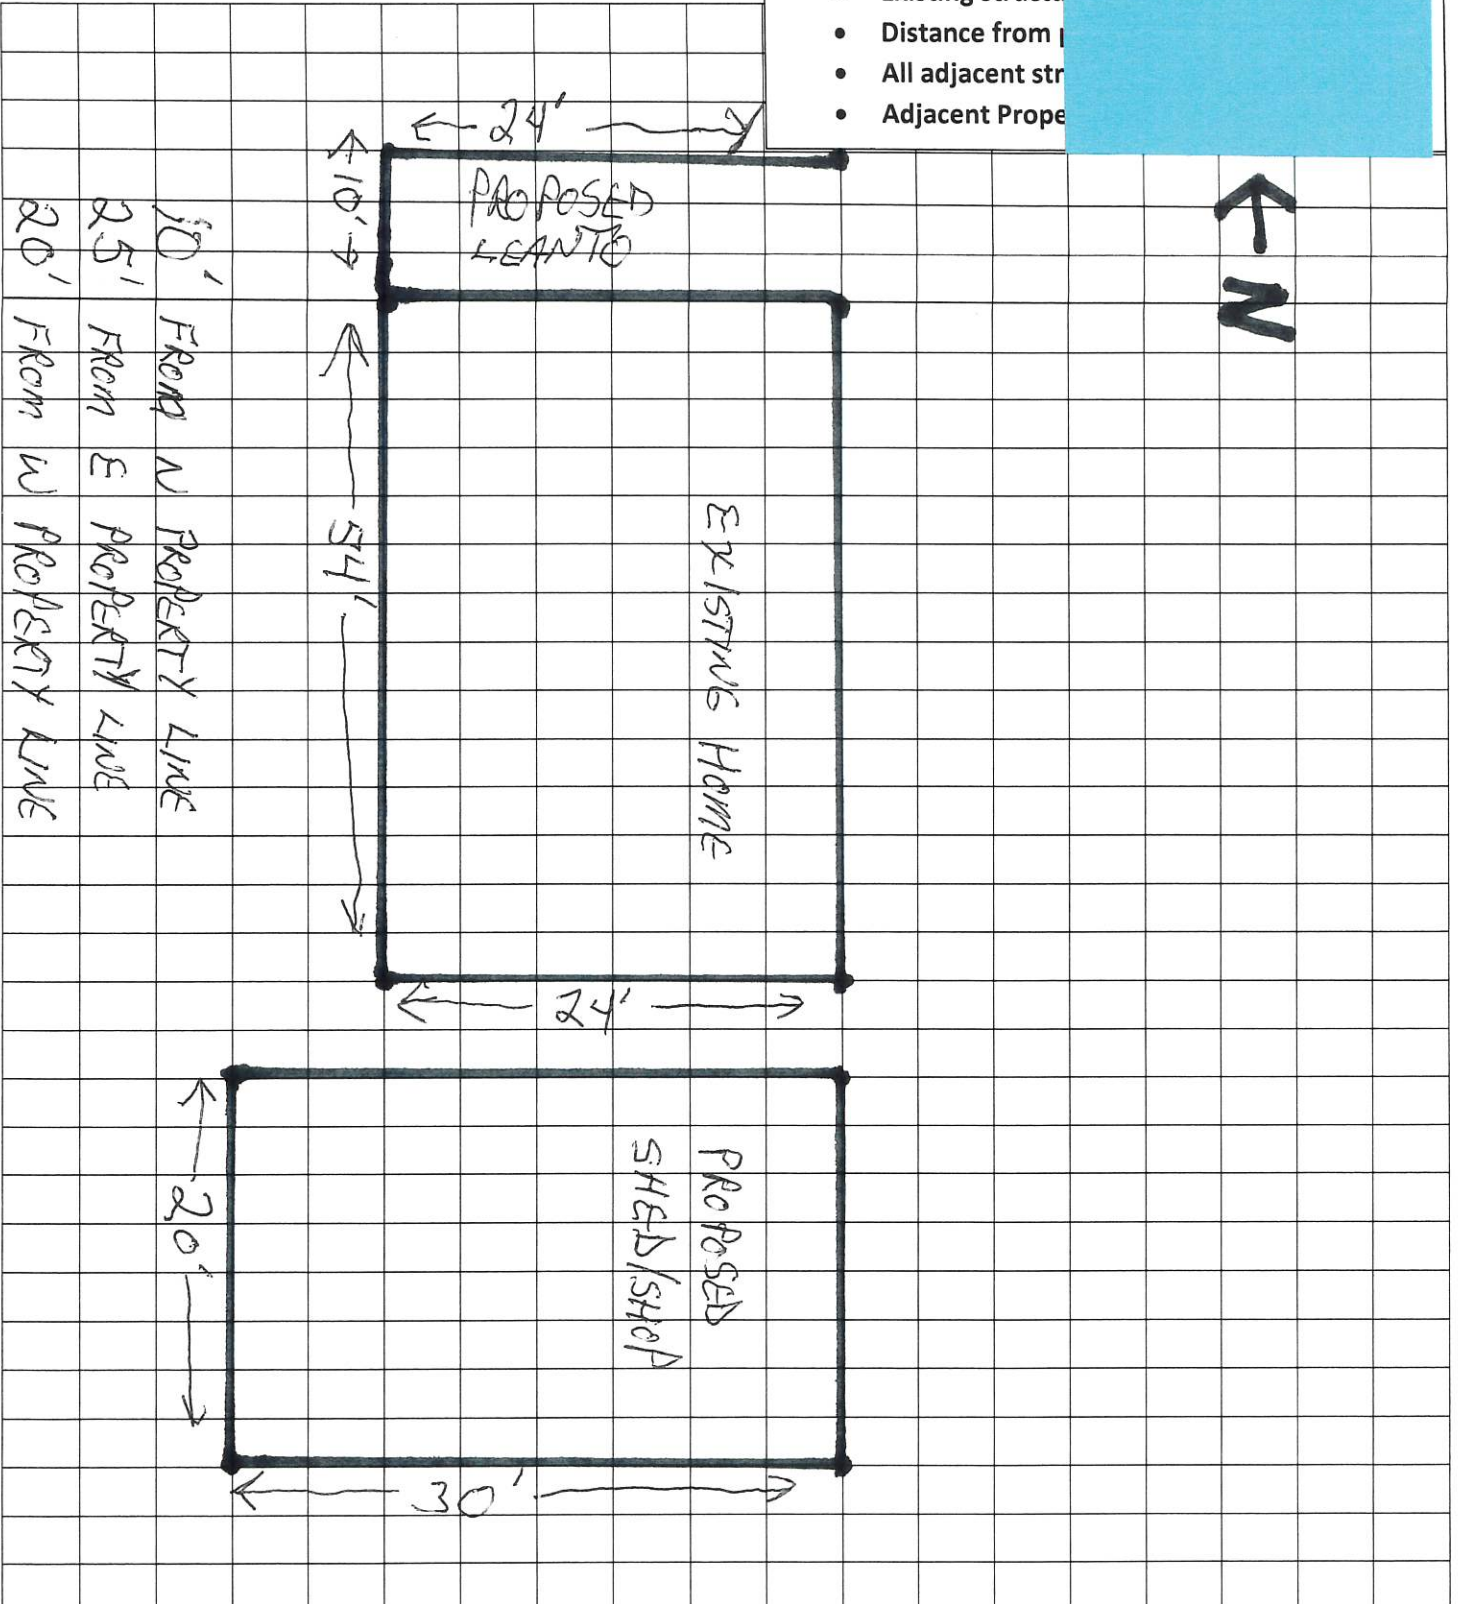 • Distance from
• All adjacent str
• Adjacent Prope
N
24'
10'
PROPOSED
LEANTO
54'
EXISTING HOME
24'
PROPOSED
SHED/SHOP
20'
30'
10' FROM N PROPERTY LINE
25' FROM E PROPERTY LINE
20' FROM W PROPERTY LINE